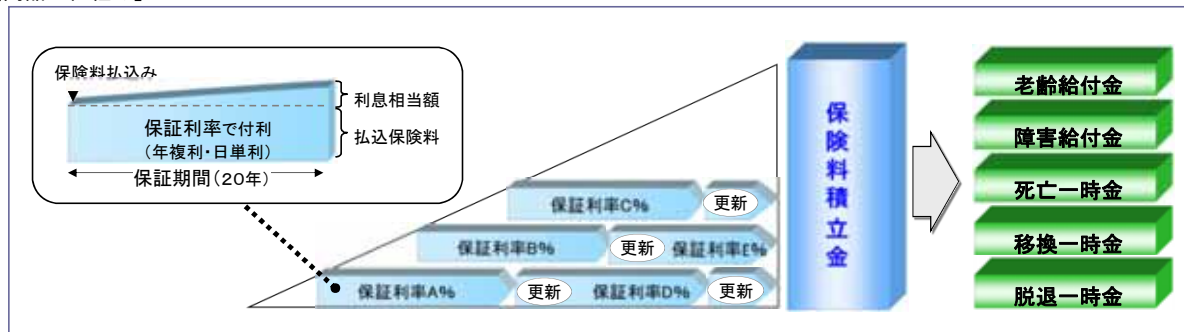 保険料払込み
利息相当額
払込保険料
保証利率で付利
(年複利・日単利)
保証期間(20年)
保証利率C%
更新
保証利率B%
更新
保証利率E%
保証利率A%
更新
保証利率D%
更新
保険料積立金
老齢給付金
障害給付金
死亡一時金
移換一時金
脱退一時金